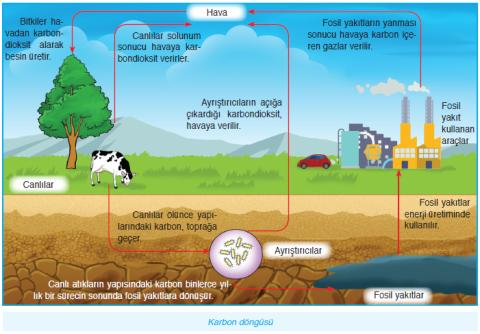 Hava
Bitkiler ha-
vadan karbon-
dioksit alarak
besin üretir.
Canlılar solunum
sonucu havaya kar-
bondioksit verirler.
Fosil yakıtların yanması
sonucu havaya karbon içe-
ren gazlar verilir.
Ayrıştırıcıların açığa
çıkardığı karbondioksit,
havaya verilir.
Fosil
yakıt
kullanan
araçlar
Canlılar
Canlılar ölünce yapı-
larındaki karbon, toprağa
geçer.
Fosil yakıtlar
enerji üretiminde
kullanılır.
Ayrıştırıcılar
Canlı atıkların yapısındaki karbon binlerce yıl-
lık bir sürecin sonunda fosil yakıtlara dönüşür.
Fosil yakıtlar
Karbon döngüsü